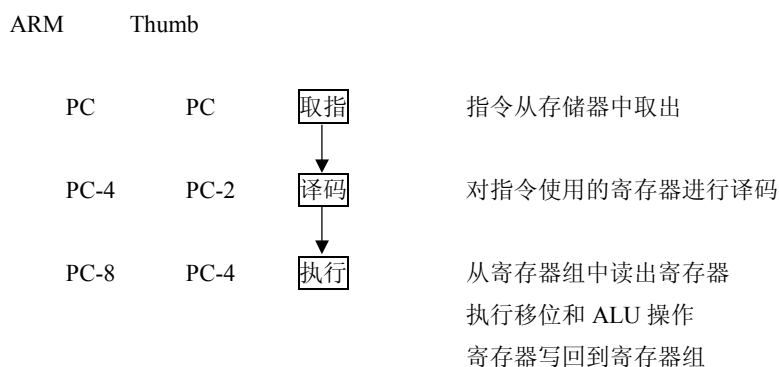 ARM Thumb
PC PC 取指 指令从存储器中取出
PC-4 PC-2 译码 对指令使用的寄存器进行译码
PC-8 PC-4 执行 从寄存器组中读出寄存器
执行移位和 ALU 操作
寄存器写回到寄存器组